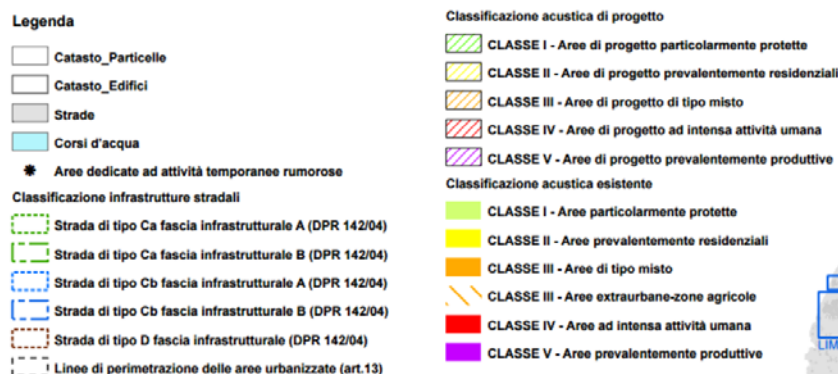 Legenda
Catasto_Particelle
Catasto_Edifici
Strade
Corsi d'acqua
Aree dedicate ad attività temporanee rumorose
Classificazione infrastrutture stradali
Strada di tipo Ca fascia infrastrutturale A (DPR 142/04)
Strada di tipo Ca fascia infrastrutturale B (DPR 142/04)
Strada di tipo Cb fascia infrastrutturale A (DPR 142/04)
Strada di tipo Cb fascia infrastrutturale B (DPR 142/04)
Strada di tipo D fascia infrastrutturale (DPR 142/04)
Linee di perimetrazione delle aree urbanizzate (art.13)
Classificazione acustica di progetto
CLASSE I - Aree di progetto particolarmente protette
CLASSE II - Aree di progetto prevalentemente residenziali
CLASSE III - Aree di progetto di tipo misto
CLASSE IV - Aree di progetto ad intensa attività umana
CLASSE V - Aree di progetto prevalentemente produttive
Classificazione acustica esistente
CLASSE I - Aree particolarmente protette
CLASSE II - Aree prevalentemente residenziali
CLASSE III - Aree di tipo misto
CLASSE III - Aree extraurbane-zone agricole
CLASSE IV - Aree ad intensa attività umana
CLASSE V - Aree prevalentemente produttive
LIM